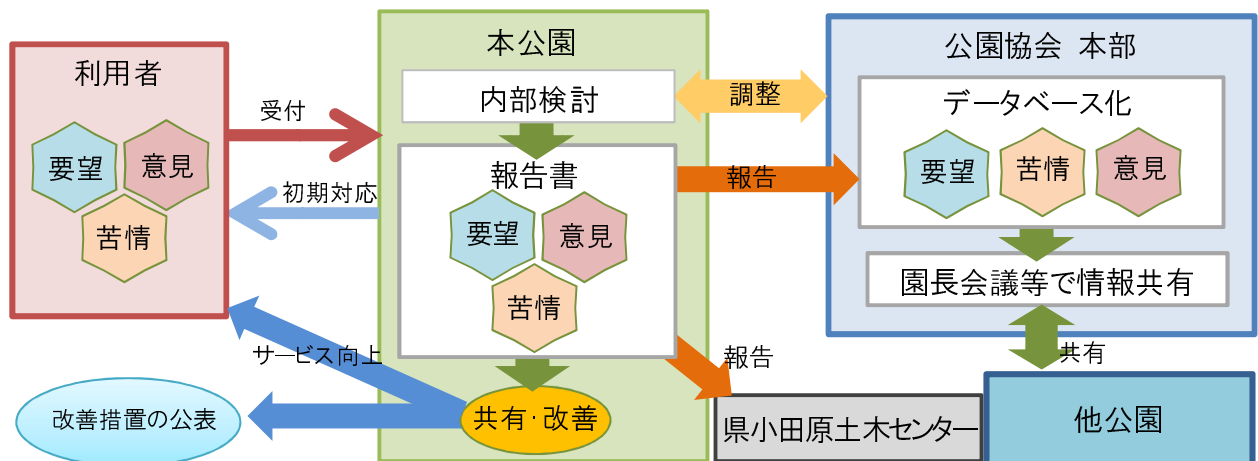 利用者
要望
意見
苦情
受付
初期対応
サービス向上
改善措置の公表
本公園
内部検討
報告書
要望
意見
苦情
共有・改善
調整
報告
報告
県小田原土木センター
公園協会 本部
データベース化
要望
苦情
意見
園長会議等で情報共有
共有
他公園